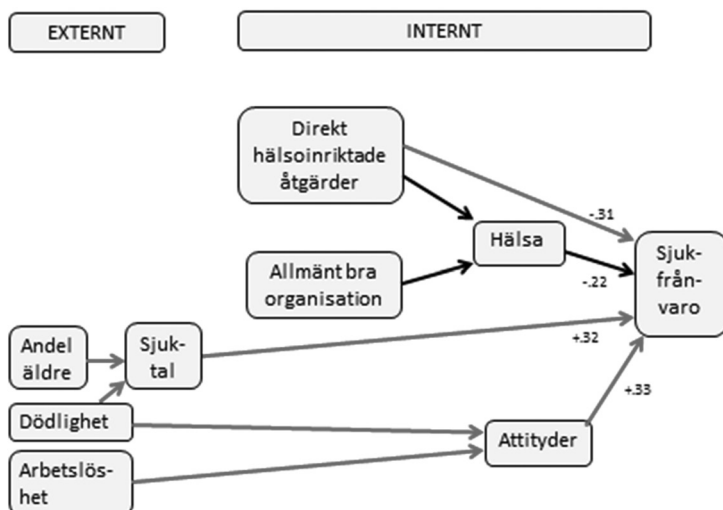 EXTERNT
INTERNT
Direkt
hälsoinriktade
åtgärder
-.31
Hälsa
Sjuk-
från-
varo
Allmänt bra
organisation
-.22
Andel
äldre
Sjuk-
tal
+.32
+.33
Dödlighet
Attityder
Arbetslös-
het